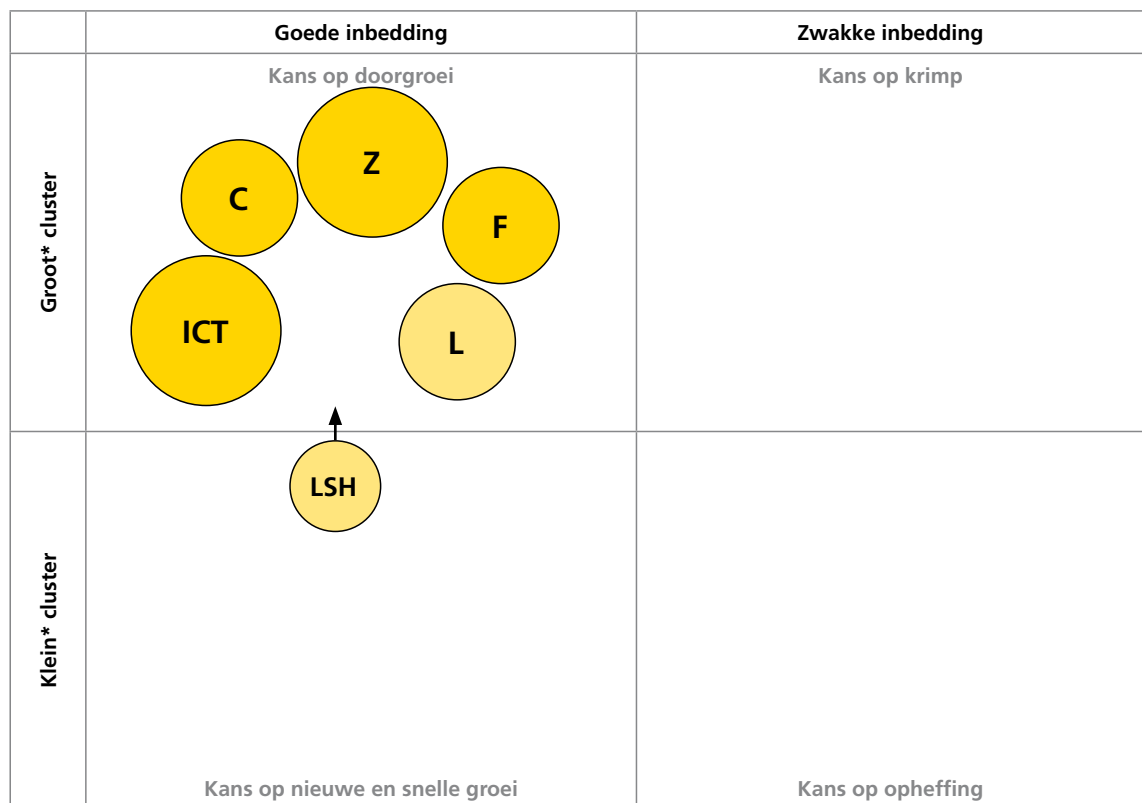 Goede inbedding
Zwakke inbedding
Groot* cluster
Kans op doorgroei
Kans op krimp
Z
C
F
ICT
L
Klein* cluster
LSH
Kans op nieuwe en snelle groei
Kans op opheffing